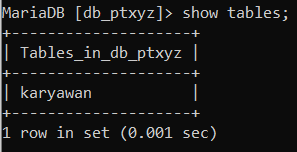 MariaDB [db_ptxyz]> show tables;
+--------------------+
| Tables_in_db_ptxyz |
+--------------------+
| karyawan           |
+--------------------+
1 row in set (0.001 sec)